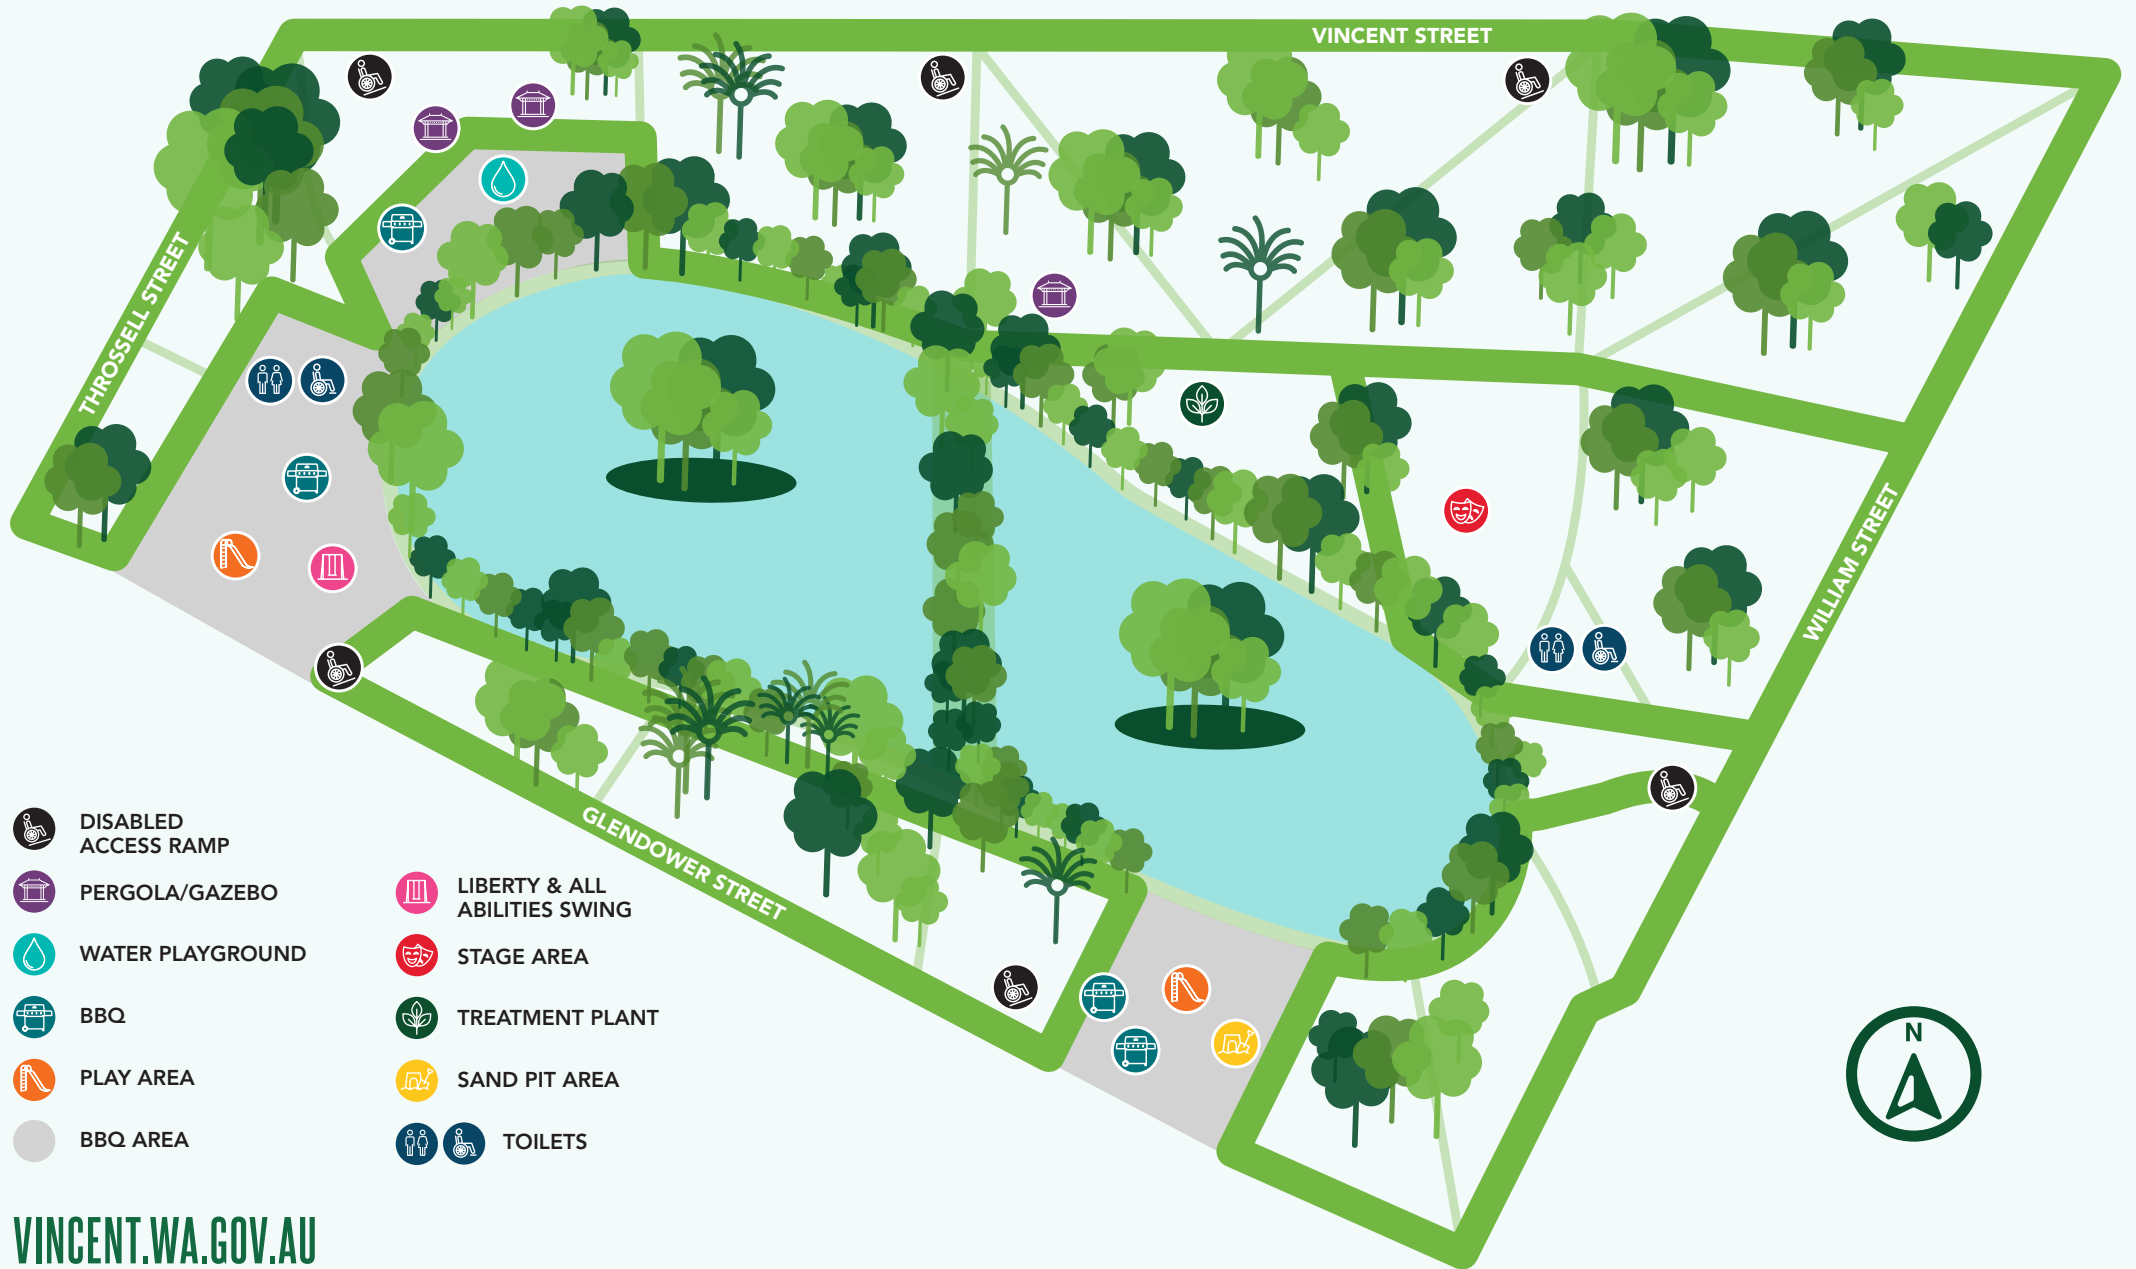 VINCENT STREET
THROSSELL STREET
WILLIAM STREET
GLENDOWER STREET
DISABLED
ACCESS RAMP
PERGOLA/GAZEBO
WATER PLAYGROUND
BBQ
PLAY AREA
BBQ AREA
LIBERTY & ALL
ABILITIES SWING
STAGE AREA
TREATMENT PLANT
SAND PIT AREA
TOILETS
N
VINCENT.WA.GOV.AU